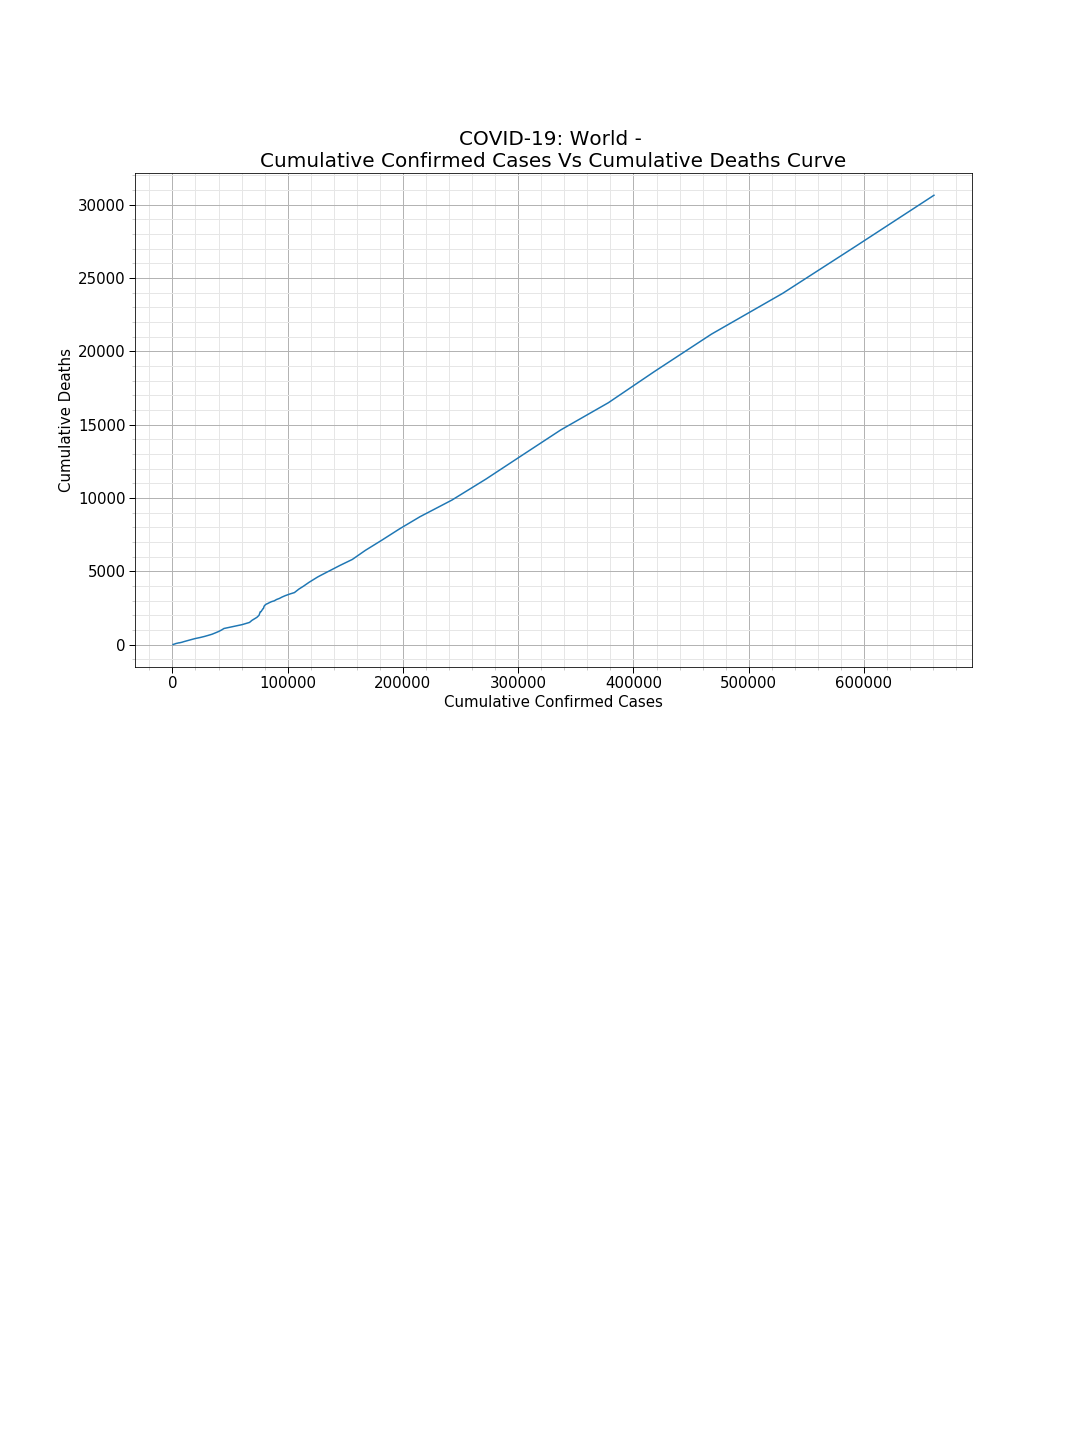 COVID-19: World -
Cumulative Confirmed Cases Vs Cumulative Deaths Curve
30000
25000
20000
15000
10000
5000
0
Cumulative Deaths
0 100000 200000 300000 400000 500000 600000
Cumulative Confirmed Cases